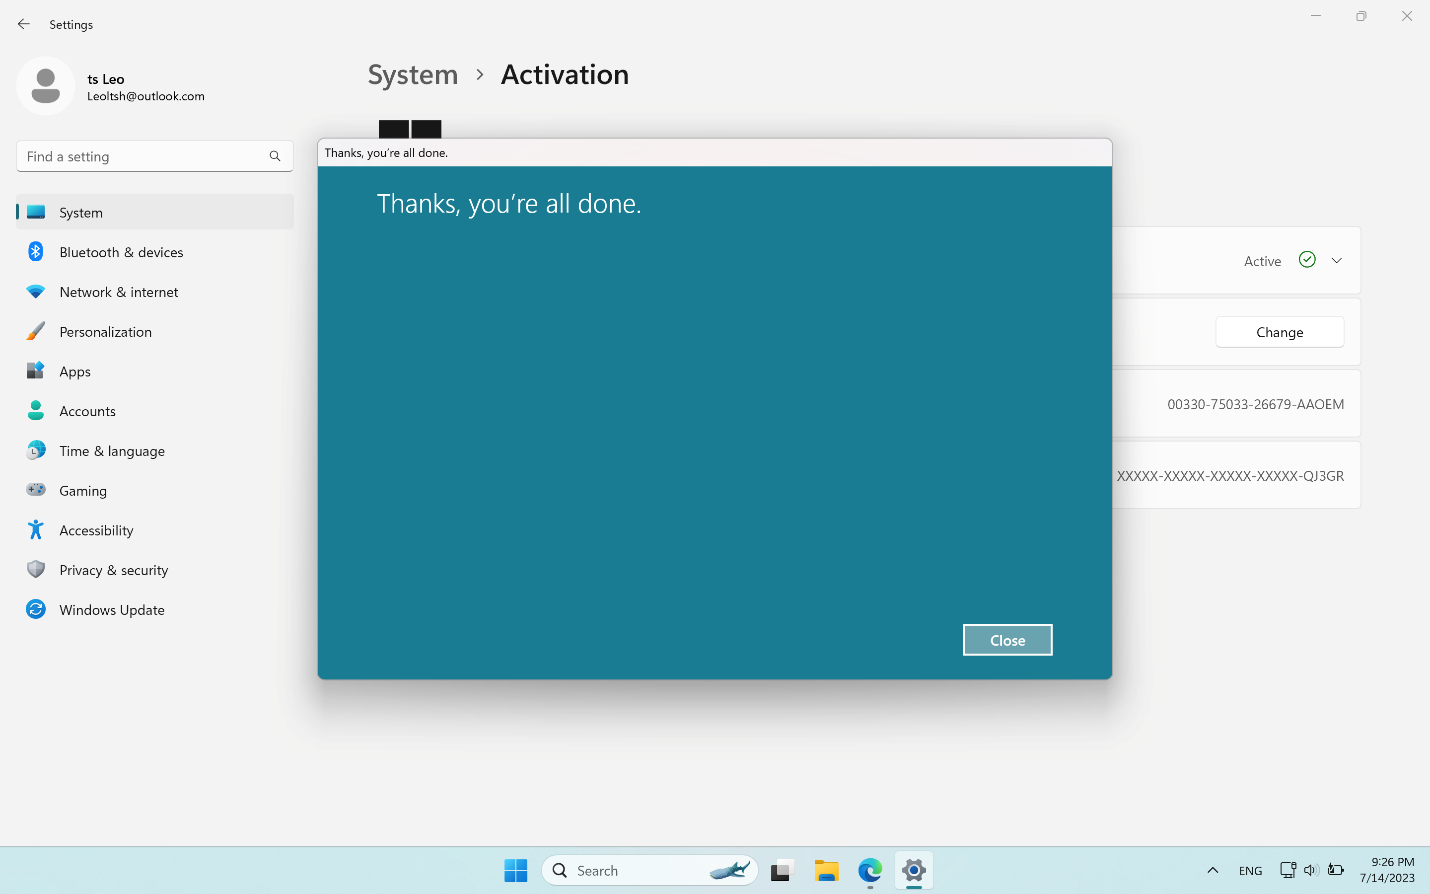 Settings
ts Leo
Leoltsh@outlook.com
System > Activation
Find a setting
Thanks, you're all done.
Thanks, you're all done.
System
Bluetooth & devices
Network & internet
Personalization
Apps
Accounts
Time & language
Gaming
Accessibility
Privacy & security
Windows Update
Active
Change
00330-75033-26679-AAOEM
XXXXX-XXXXX-XXXXX-XXXXX-QJ3GR
Close
Search
ENG
9:26 PM
7/14/2023